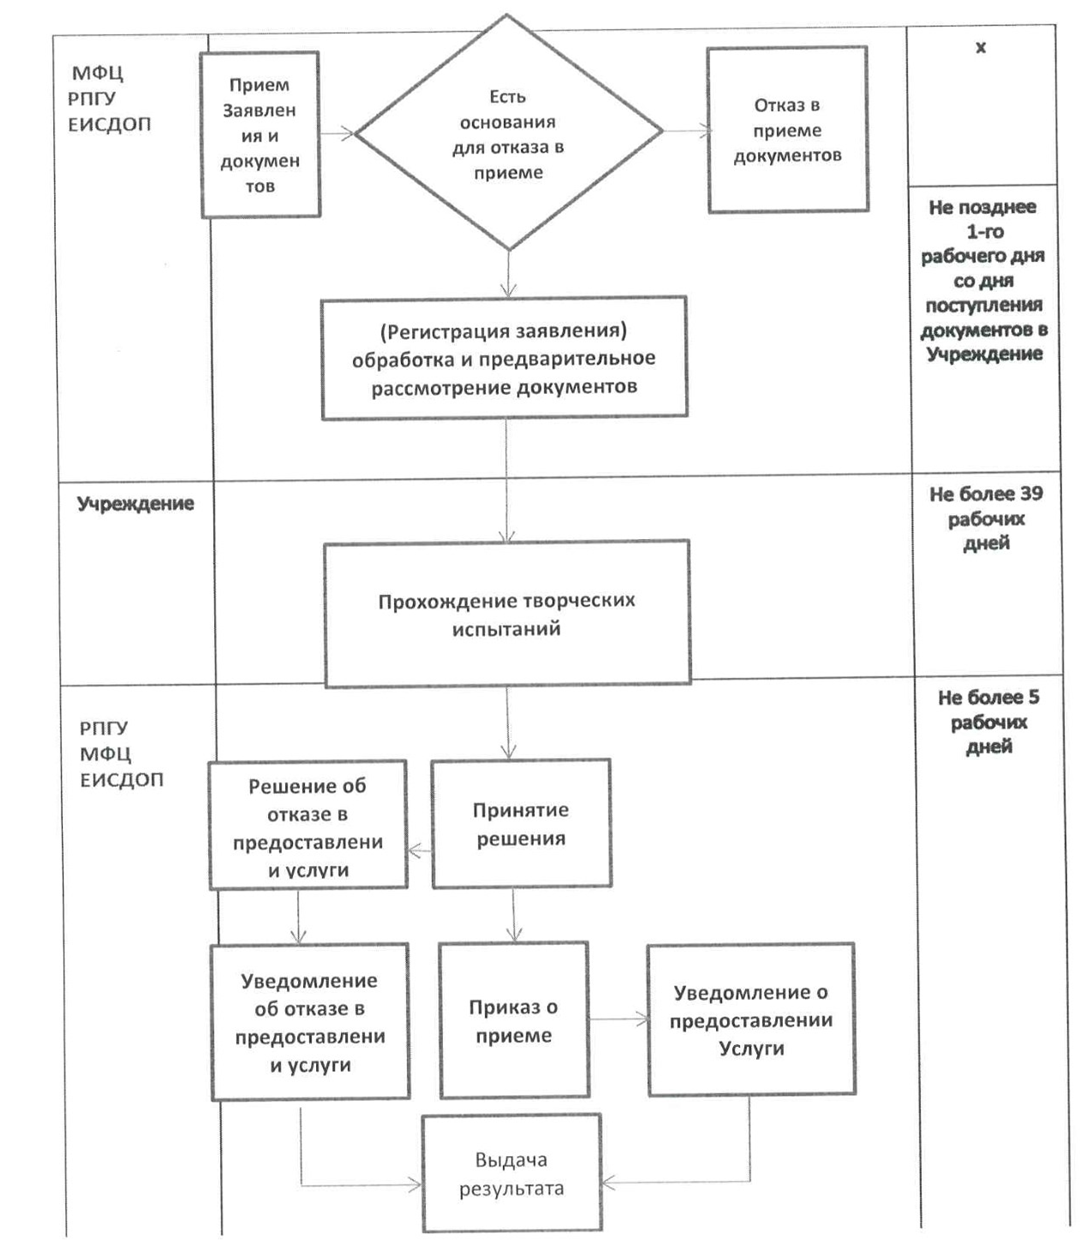 МФЦ
РПГУ
ЕИСДОП
Прием
Заявлен
ия и
докумен
тов
Есть
основания
для отказа в
приеме
Отказ в
приеме
документов
х
Не позднее
1-го
рабочего дня
со дня
поступления
документов в
Учреждение
(Регистрация заявления)
обработка и предварительное
рассмотрение документов
Учреждение
Не более 39
рабочих
дней
Прохождение творческих
испытаний
РПГУ
МФЦ
ЕИСДОП
Не более 5
рабочих
дней
Решение об
отказе в
предоставлени
и услуги
Принятие
решения
Уведомление
об отказе в
предоставлени
и услуги
Приказ о
приеме
Уведомление о
предоставлении
Услуги
Выдача
результата